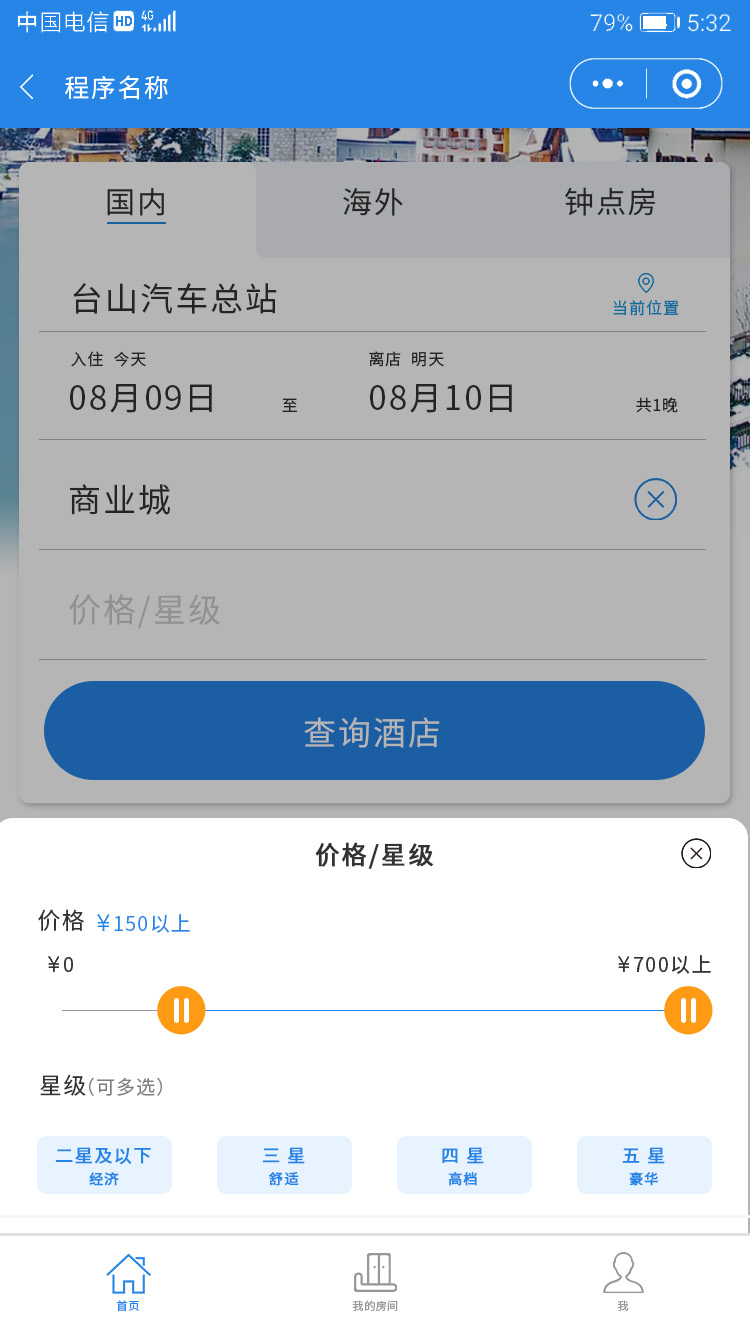 中国电信 HD 4G 79% 5:32
程序名称
国内 海外 钟点房
台山汽车总站
当前位置
入住 今天 离店 明天
08月09日 至 08月10日 共1晚
商业城
价格/星级
查询酒店
价格/星级
价格 ¥150以上
¥0 ¥700以上
星级(可多选)
二星及以下 三 星 四 星 五 星
经济 舒适 高档 豪华
首页 我的房间 我